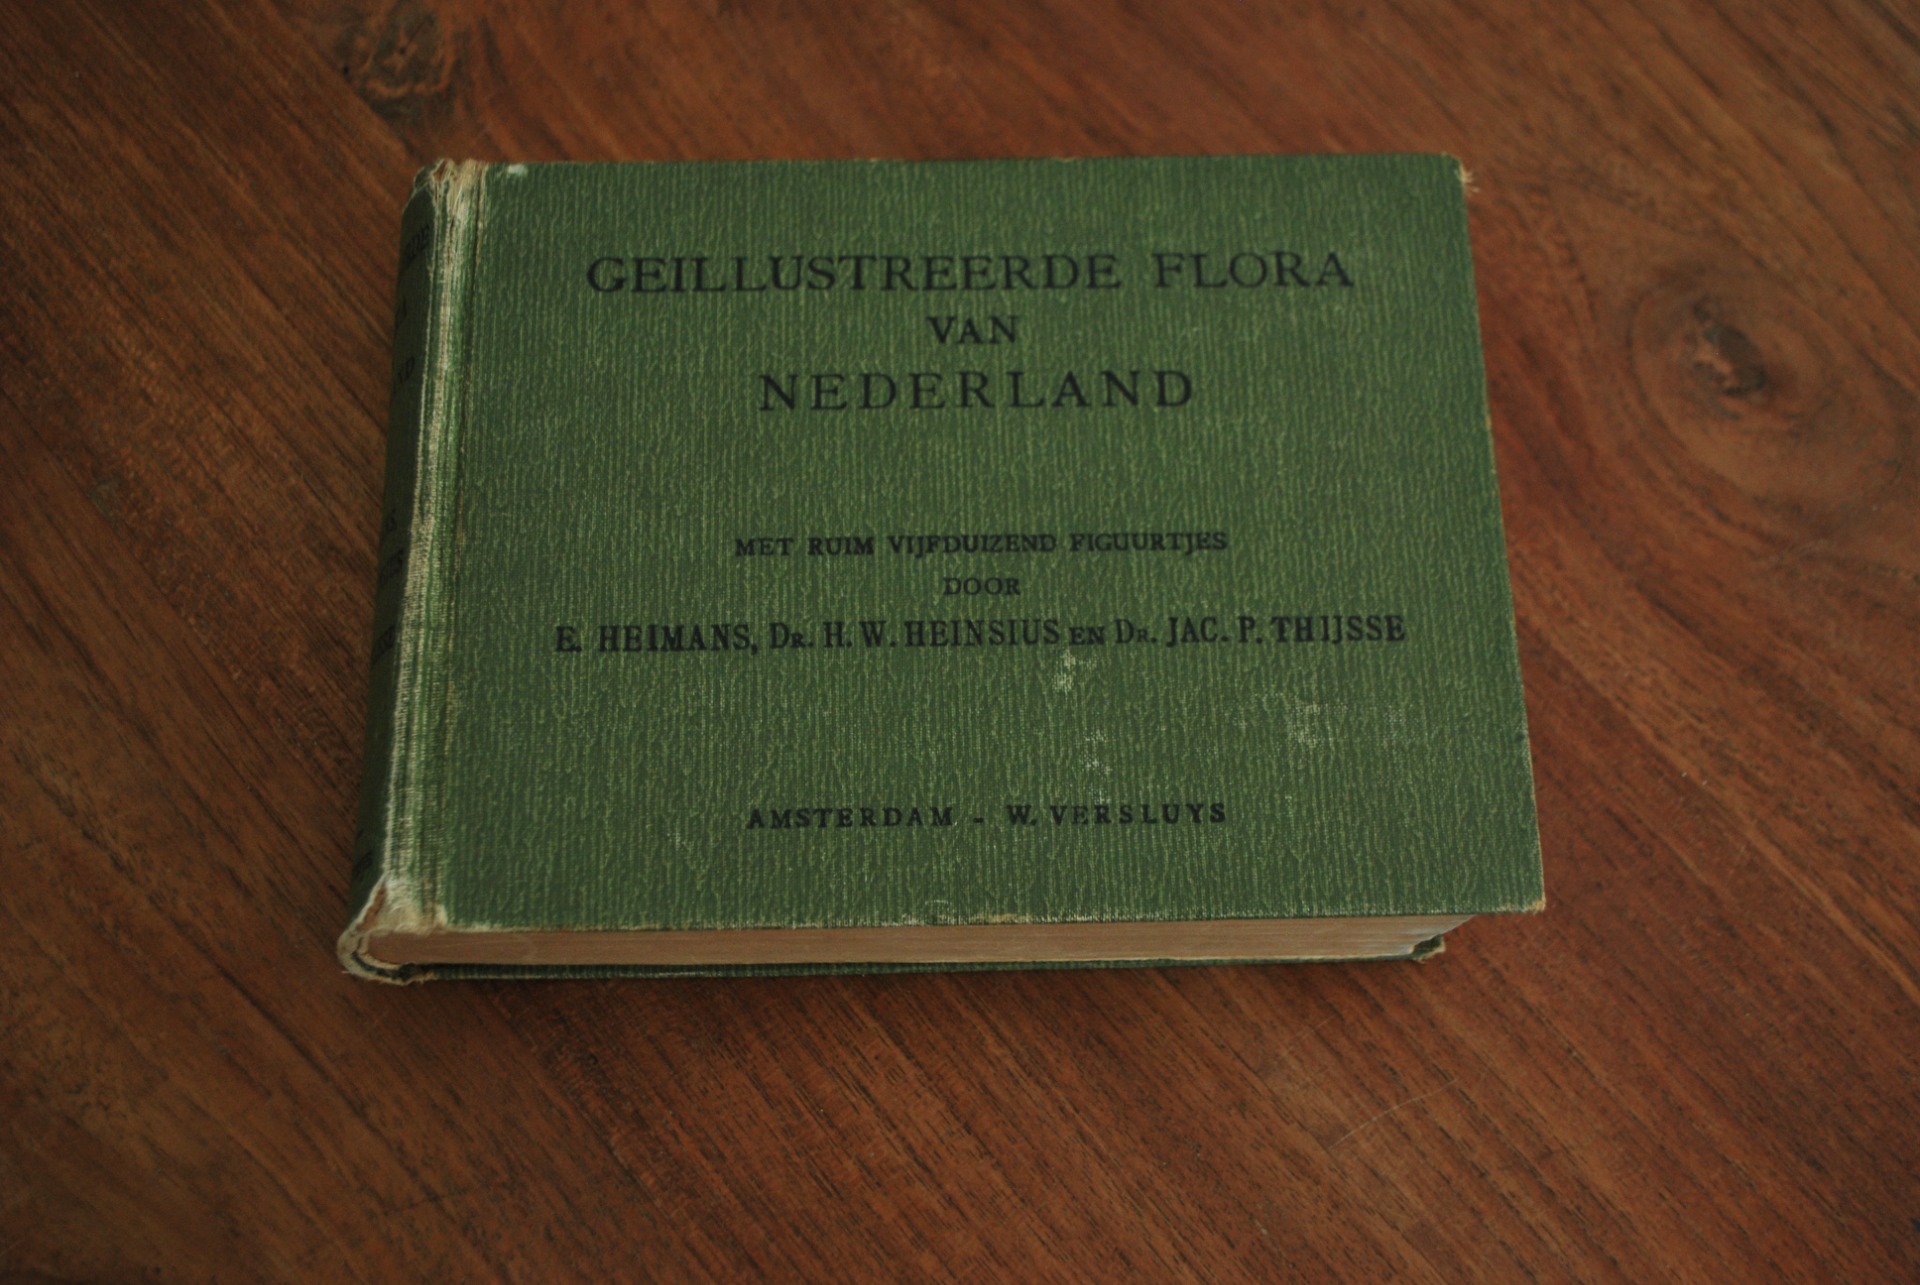 GEILLUSTREERDE FLORA
VAN
NEDERLAND
MET RUIM VIJFDUIZEND FIGUURTJES
DOOR
E. HEIMANS, DR. H. W. HEINSIUS EN DR. JAC. P. THIJSSE
AMSTERDAM - W. VERSLUYS